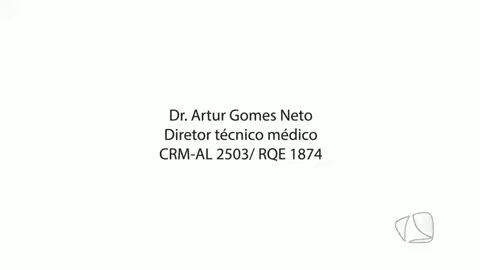 Dr. Artur Gomes Neto
Diretor técnico médico
CRM-AL 2503/ RQE 1874